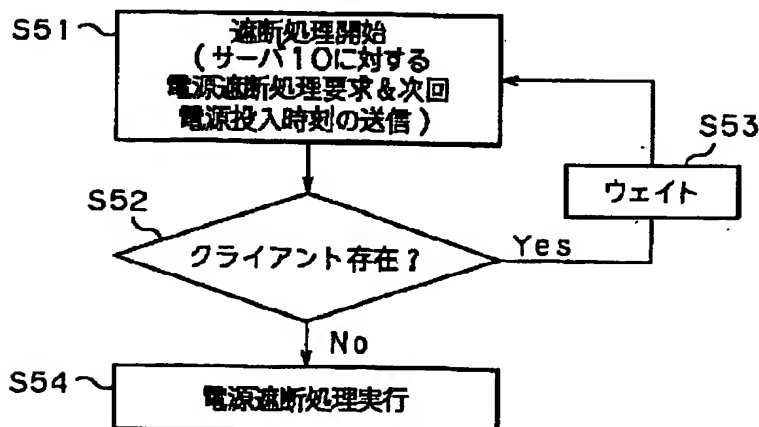 S51
遮断処理開始
(サーバ10に対する
電源遮断処理要求&次回
電源投入時刻の送信)
S53
ウェイト
S52
クライアント存在?
Yes
No
S54
電源遮断処理実行